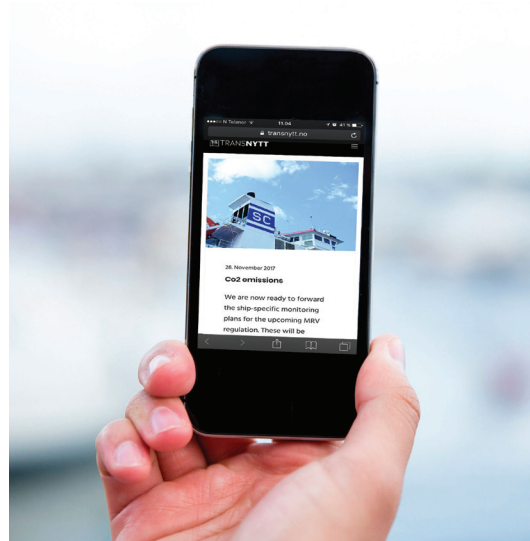 N Telenor 11.04 41 %
transnytt.no
TRANSNYTT
SC
28. November 2017
Co2 emissions
We are now ready to forward
the ship-specific monitoring
plans for the upcoming MRV
regulation. These will be